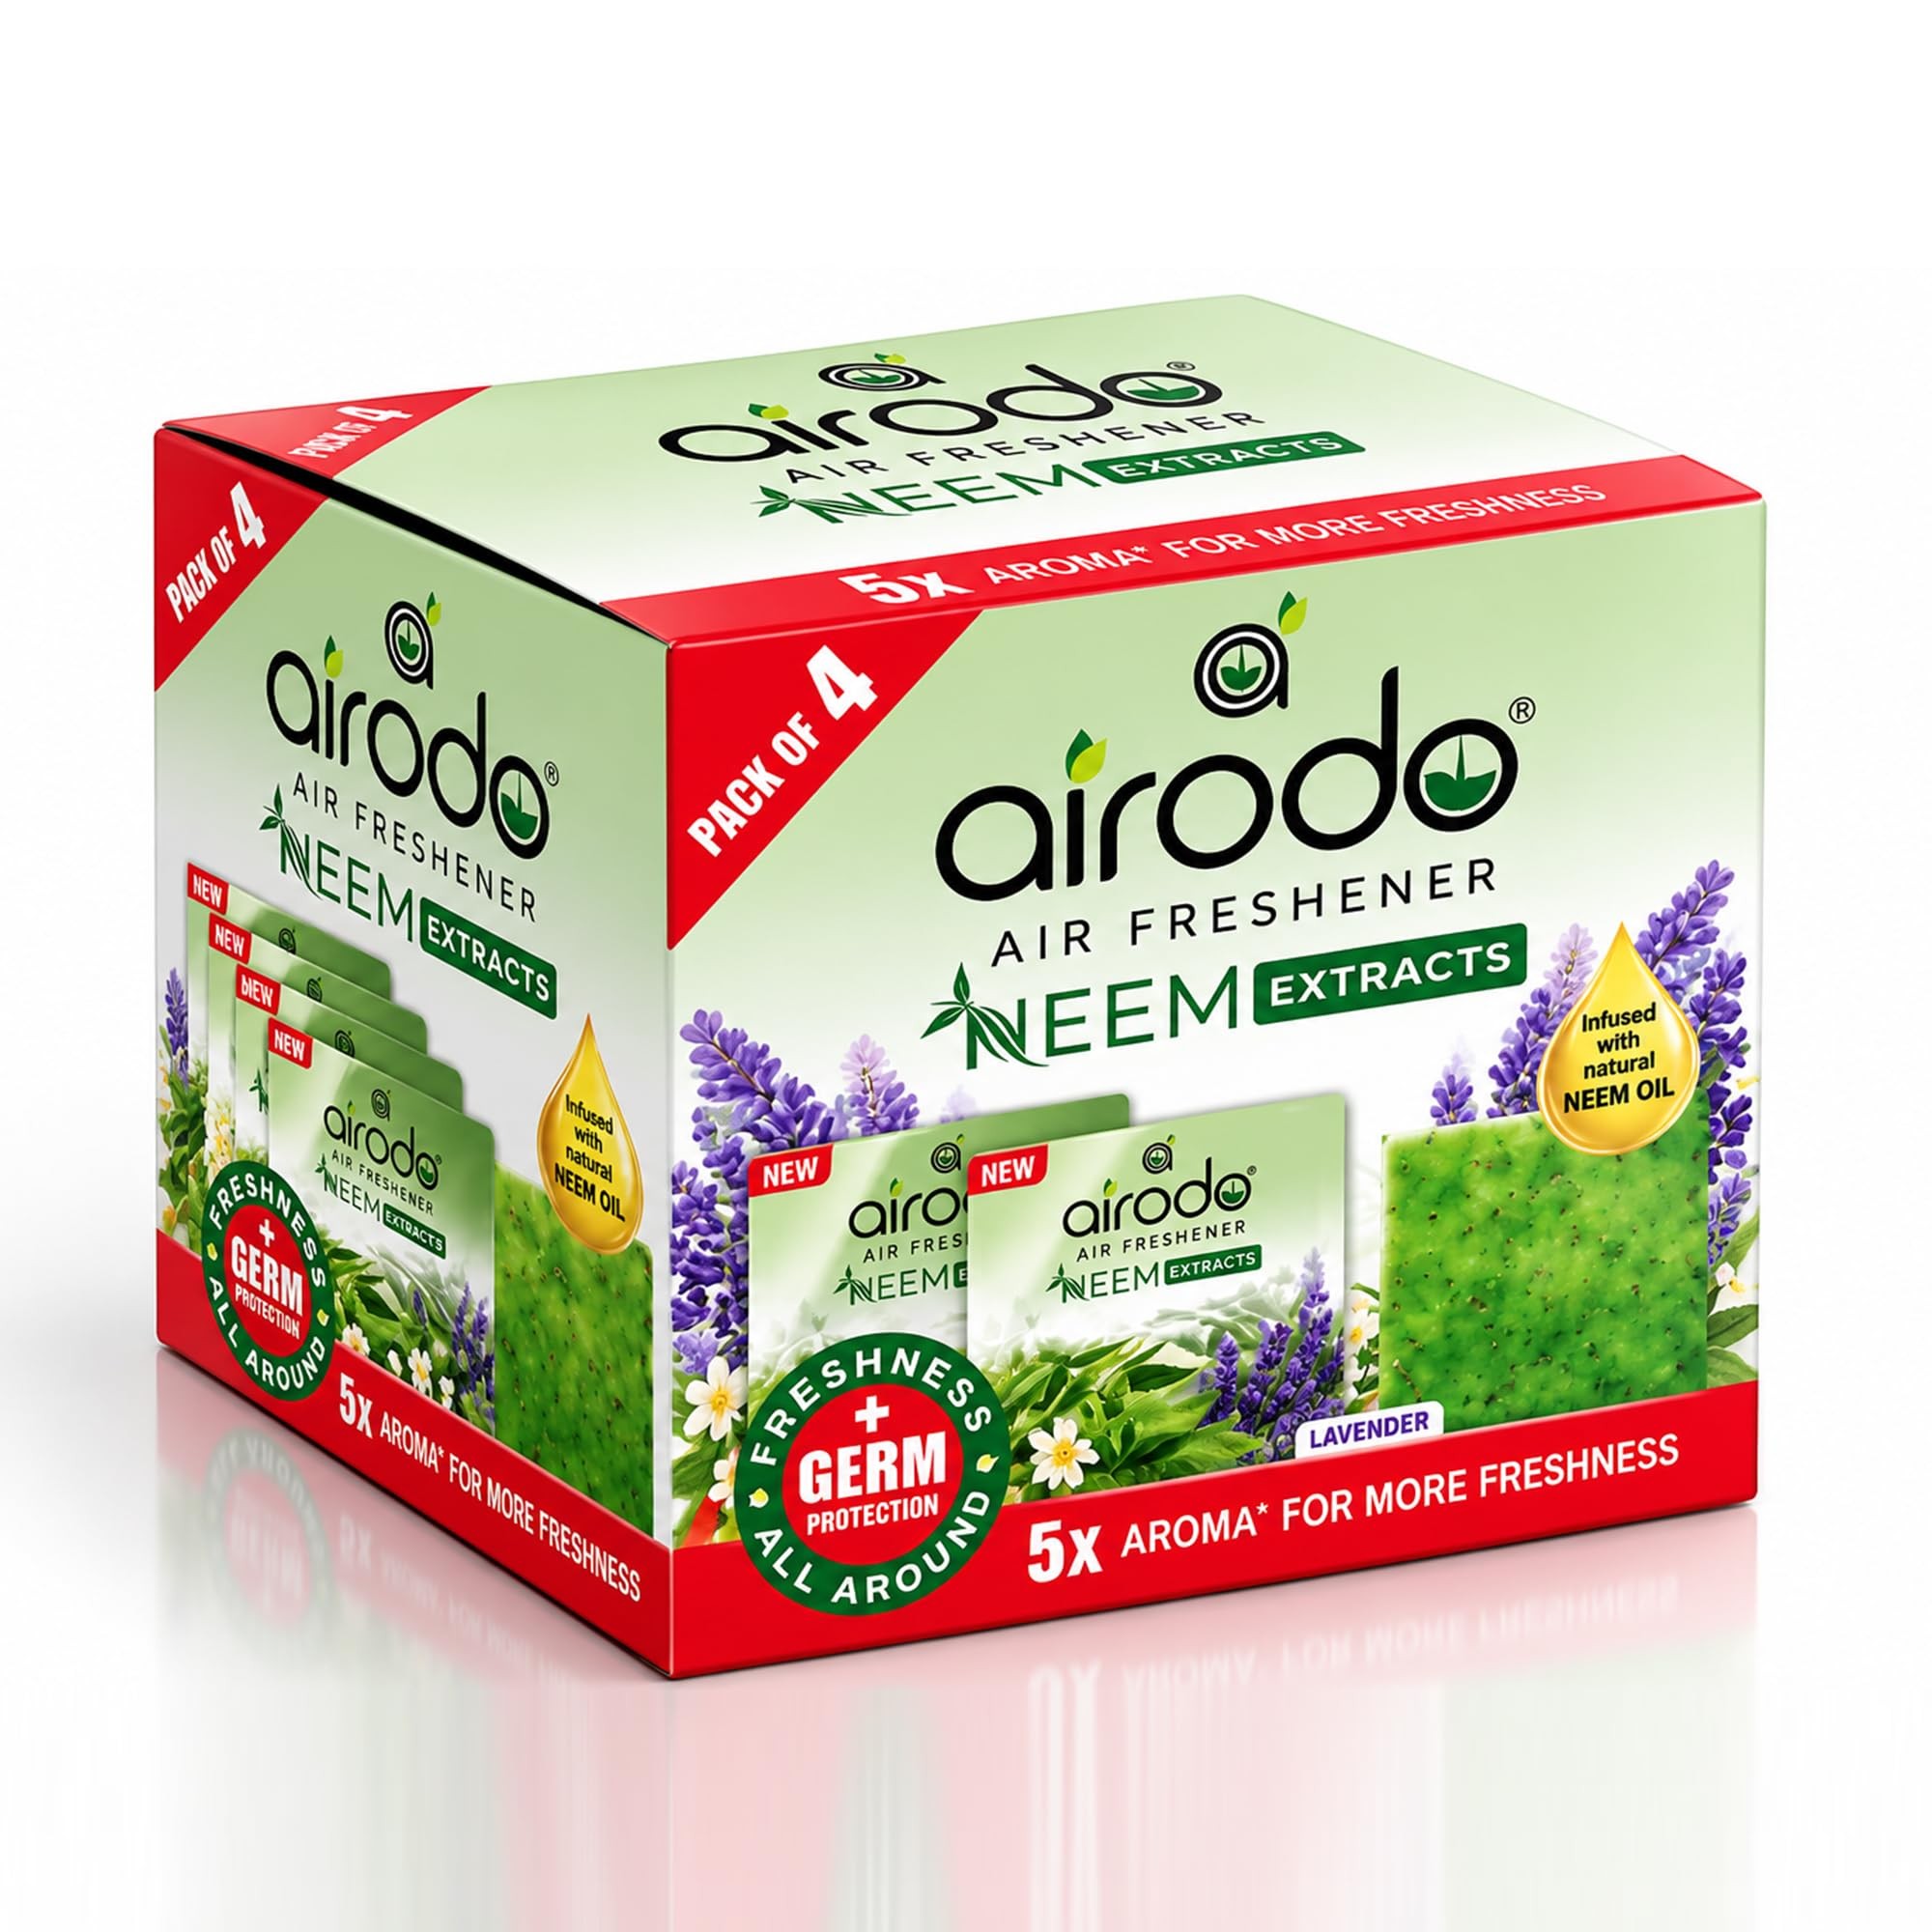 PACK OF 4
airodo®
AIR FRESHENER
NEEM EXTRACTS
5x AROMA* FOR MORE FRESHNESS
PACK OF 4
airodo®
AIR FRESHENER
NEEM EXTRACTS
NEW
NEW
NEW
NEW
airodo®
AIR FRESHENER
NEEM EXTRACTS
Infused
with
natural
NEEM OIL
FRESHNESS
+
GERM
PROTECTION
ALL AROUND
5x AROMA* FOR MORE FRESHNESS
PACK OF 4
airodo®
AIR FRESHENER
NEEM EXTRACTS
Infused
with
natural
NEEM OIL
NEW
airo
AIR FRES
NEEM E
NEW
airodo®
AIR FRESHENER
NEEM EXTRACTS
FRESHNESS
+
GERM
PROTECTION
ALL AROUND
LAVENDER
5x AROMA* FOR MORE FRESHNESS